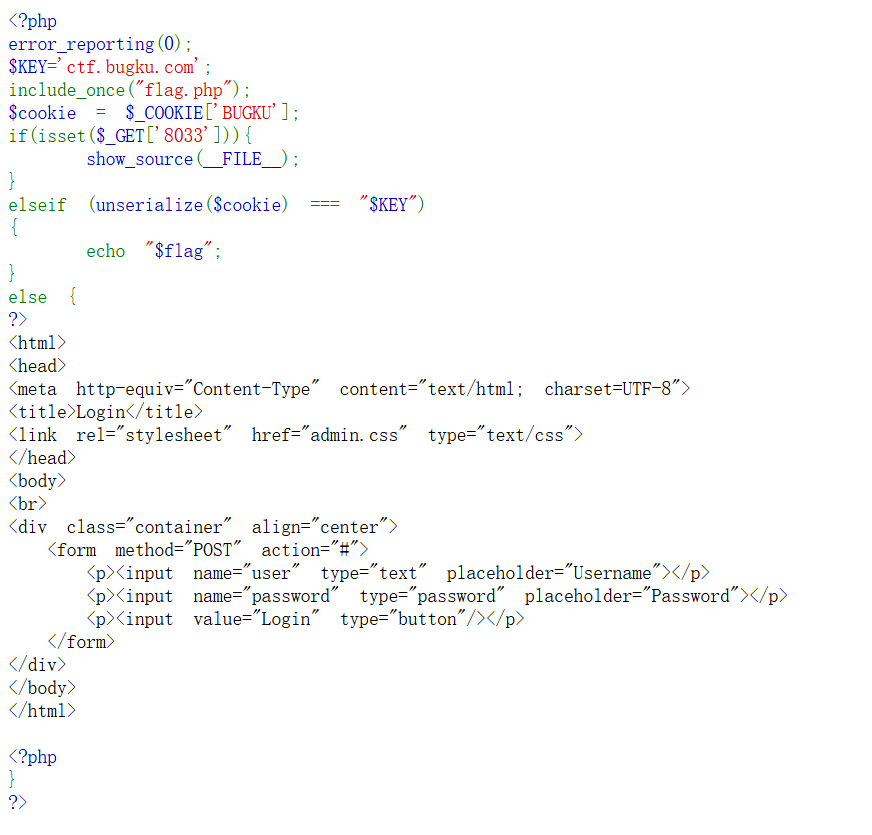 <?php
error_reporting(0);
$KEY='ctf.bugku.com';
include_once("flag.php");
$cookie = $_COOKIE['BUGKU'];
if(isset($_GET['8033'])){
        show_source(__FILE__);
}
elseif (unserialize($cookie) === "$KEY")
{
        echo "$flag";
}
else {
?>
<html>
<head>
<meta http-equiv="Content-Type" content="text/html; charset=UTF-8">
<title>Login</title>
<link rel="stylesheet" href="admin.css" type="text/css">
</head>
<body>
<br>
<div class="container" align="center">
    <form method="POST" action="#">
        <p><input name="user" type="text" placeholder="Username"></p>
        <p><input name="password" type="password" placeholder="Password"></p>
        <p><input value="Login" type="button"/></p>
    </form>
</div>
</body>
</html>

<?php
}
?>